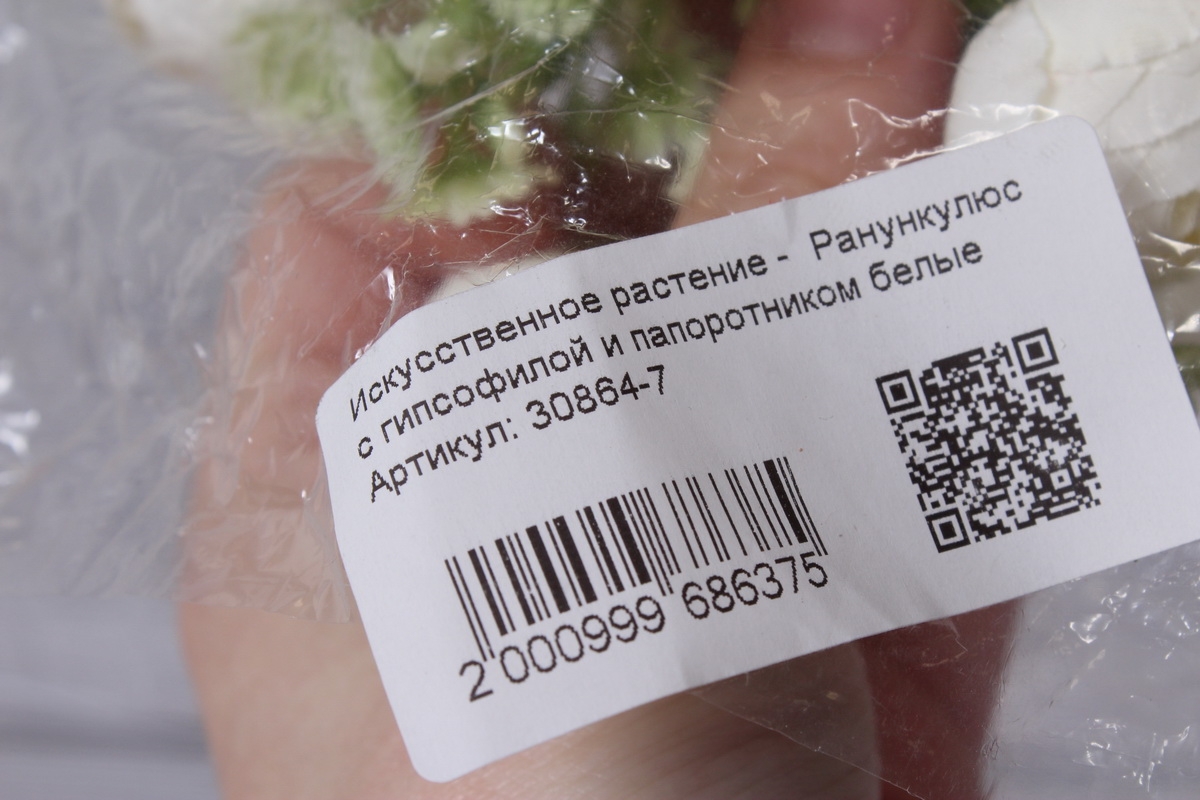 Искусственное растение - Ранункулюс
с гипсофилой и папоротником белые
Артикул: 30864-7
2 000999 686375